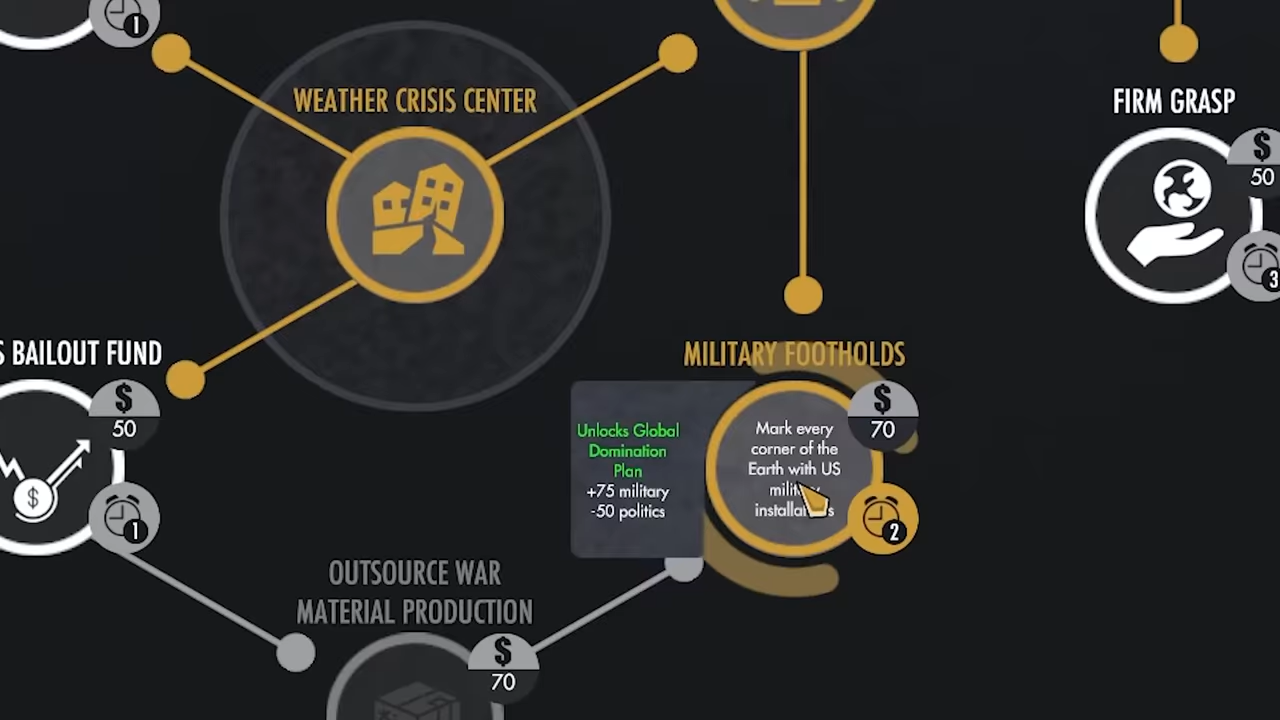 1
WEATHER CRISIS CENTER
FIRM GRASP
$
50
3
S BAILOUT FUND
$
50
1
MILITARY FOOTHOLDS
$
70
2
Unlocks Global
Domination
Plan
+75 military
-50 politics
Mark every
corner of the
Earth with US
OUTSOURCE WAR
MATERIAL PRODUCTION
$
70